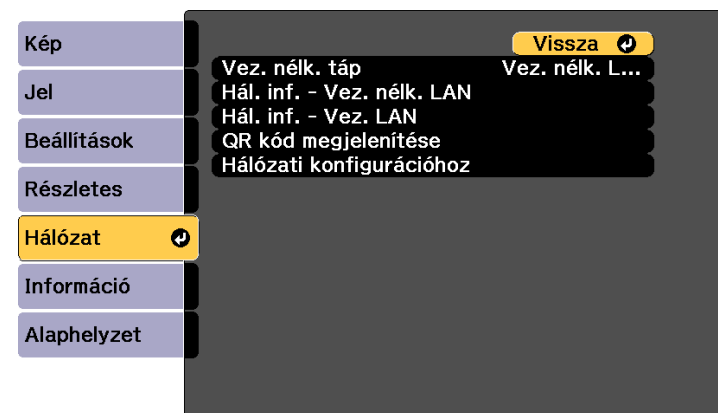 Kép
Jel
Beállítások
Részletes
Hálózat
Információ
Alaphelyzet
Vissza
Vez. nélk. táp Vez. nélk. L...
Hál. inf. - Vez. nélk. LAN
Hál. inf. - Vez. LAN
QR kód megjelenítése
Hálózati konfigurációhoz